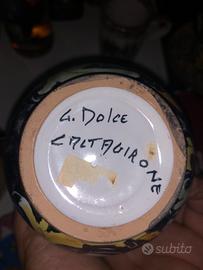 G. DOLCE
CALTAGIRONE
subito